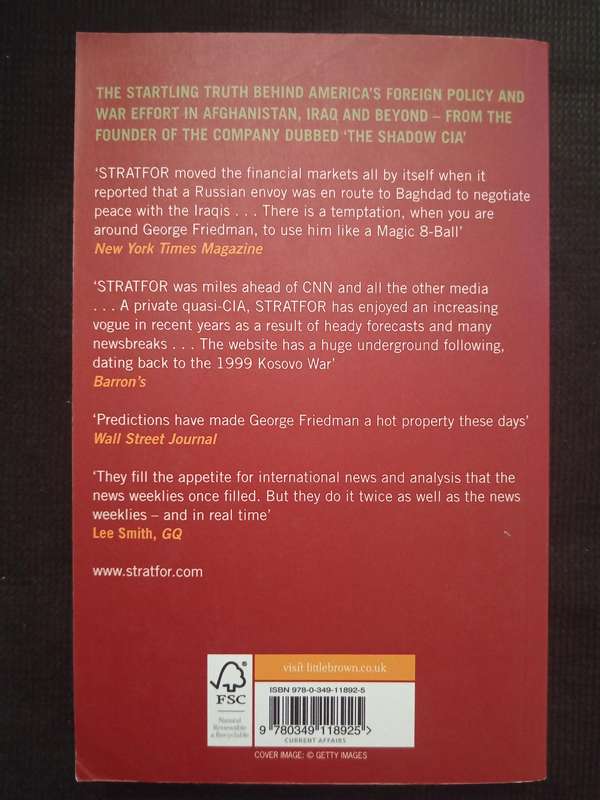 THE STARTLING TRUTH BEHIND AMERICA'S FOREIGN POLICY AND
WAR EFFORT IN AFGHANISTAN, IRAQ AND BEYOND – FROM THE
FOUNDER OF THE COMPANY DUBBED 'THE SHADOW CIA'
'STRATFOR moved the financial markets all by itself when it
reported that a Russian envoy was en route to Baghdad to negotiate
peace with the Iraqis . . . There is a temptation, when you are
around George Friedman, to use him like a Magic 8-Ball'
New York Times Magazine
'STRATFOR was miles ahead of CNN and all the other media
. . . A private quasi-CIA, STRATFOR has enjoyed an increasing
vogue in recent years as a result of heady forecasts and many
newsbreaks . . . The website has a huge underground following,
dating back to the 1999 Kosovo War'
Barron's
'Predictions have made George Friedman a hot property these days'
Wall Street Journal
'They fill the appetite for international news and analysis that the
news weeklies once filled. But they do it twice as well as the news
weeklies – and in real time'
Lee Smith, GQ
www.stratfor.com
visit littlebrown.co.uk
ISBN 978-0-349-11892-5
FSC
Natural
Renewable
& Recyclable
9 780349 118925 >
CURRENT AFFAIRS
COVER IMAGE: © GETTY IMAGES